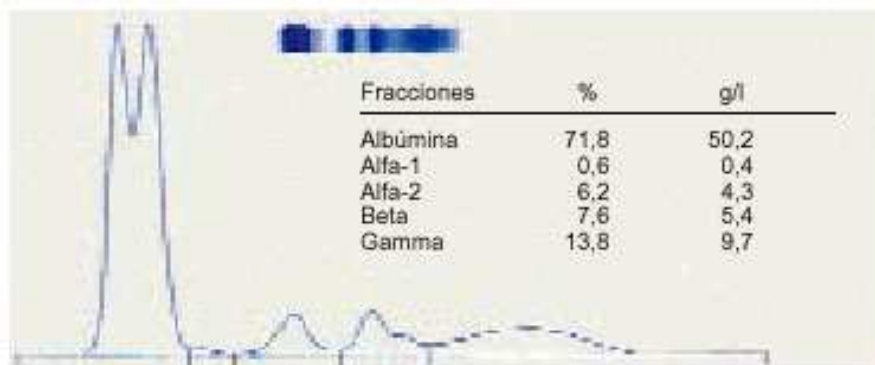 Fracciones % g/l
Albúmina 71,8 50,2
Alfa-1 0,6 0,4
Alfa-2 6,2 4,3
Beta 7,6 5,4
Gamma 13,8 9,7